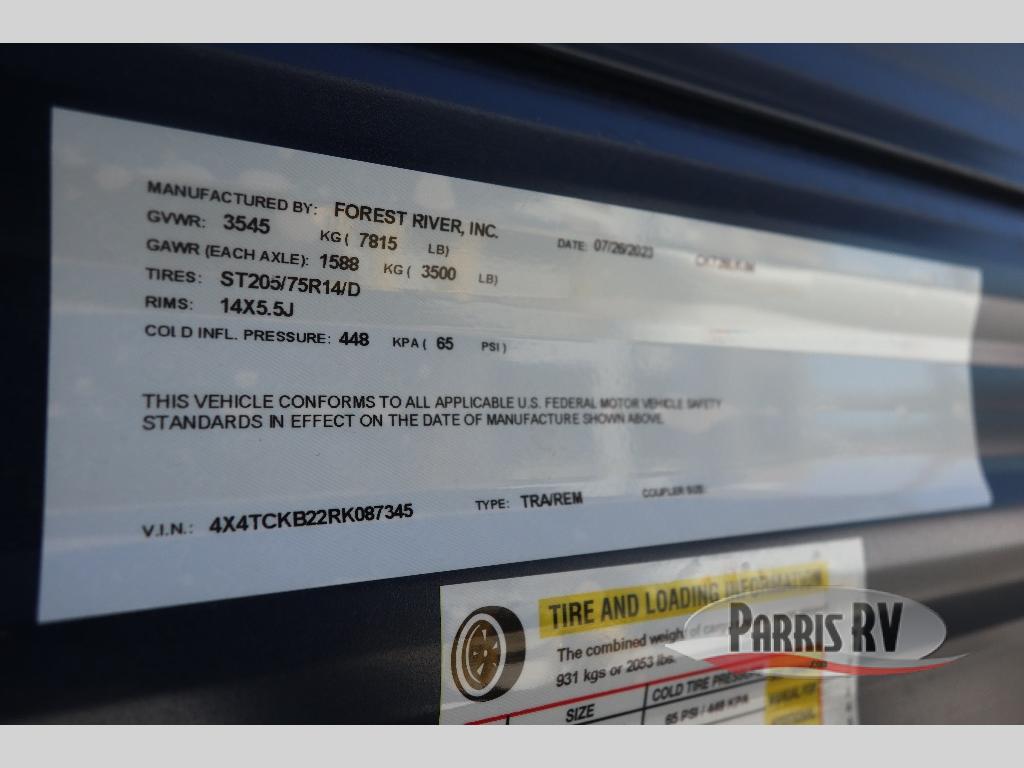 MANUFACTURED BY: FOREST RIVER, INC.
GVWR: 3545 KG ( 7815 LB) DATE: 07/26/2023
GAWR (EACH AXLE): 1588 KG ( 3500 LB)
TIRES: ST205/75R14/D
RIMS: 14X5.5J
COLD INFL. PRESSURE: 448 KPA ( 65 PSI )
THIS VEHICLE CONFORMS TO ALL APPLICABLE U.S. FEDERAL MOTOR VEHICLE SAFETY
STANDARDS IN EFFECT ON THE DATE OF MANUFACTURE SHOWN ABOVE
V.I.N.: 4X4TCKB22RK087345 TYPE: TRA/REM COUPLER SIZE:
TIRE AND LOADING INFORMATION
The combined weight of
931 kgs or 2053 lbs.
SIZE COLD TIRE PRESSURE
65 PSI / 448 KPA
PARRIS RV
.com